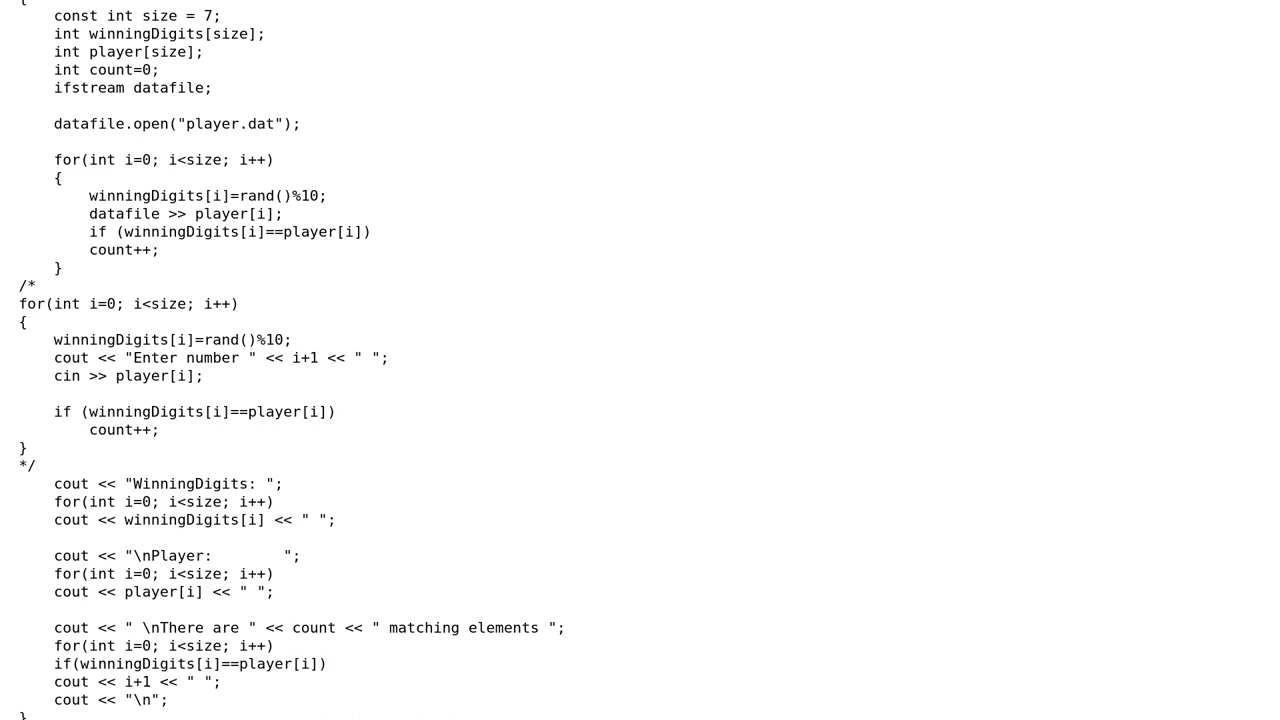 {
    const int size = 7;
    int winningDigits[size];
    int player[size];
    int count=0;
    ifstream datafile;

    datafile.open("player.dat");

    for(int i=0; i<size; i++)
    {
        winningDigits[i]=rand()%10;
        datafile >> player[i];
        if (winningDigits[i]==player[i])
        count++;
    }
/*
for(int i=0; i<size; i++)
{
    winningDigits[i]=rand()%10;
    cout << "Enter number " << i+1 << " ";
    cin >> player[i];

    if (winningDigits[i]==player[i])
        count++;
}
*/
    cout << "WinningDigits: ";
    for(int i=0; i<size; i++)
    cout << winningDigits[i] << " ";

    cout << "\nPlayer:        ";
    for(int i=0; i<size; i++)
    cout << player[i] << " ";

    cout << " \nThere are " << count << " matching elements ";
    for(int i=0; i<size; i++)
    if(winningDigits[i]==player[i])
    cout << i+1 << " ";
    cout << "\n";
}